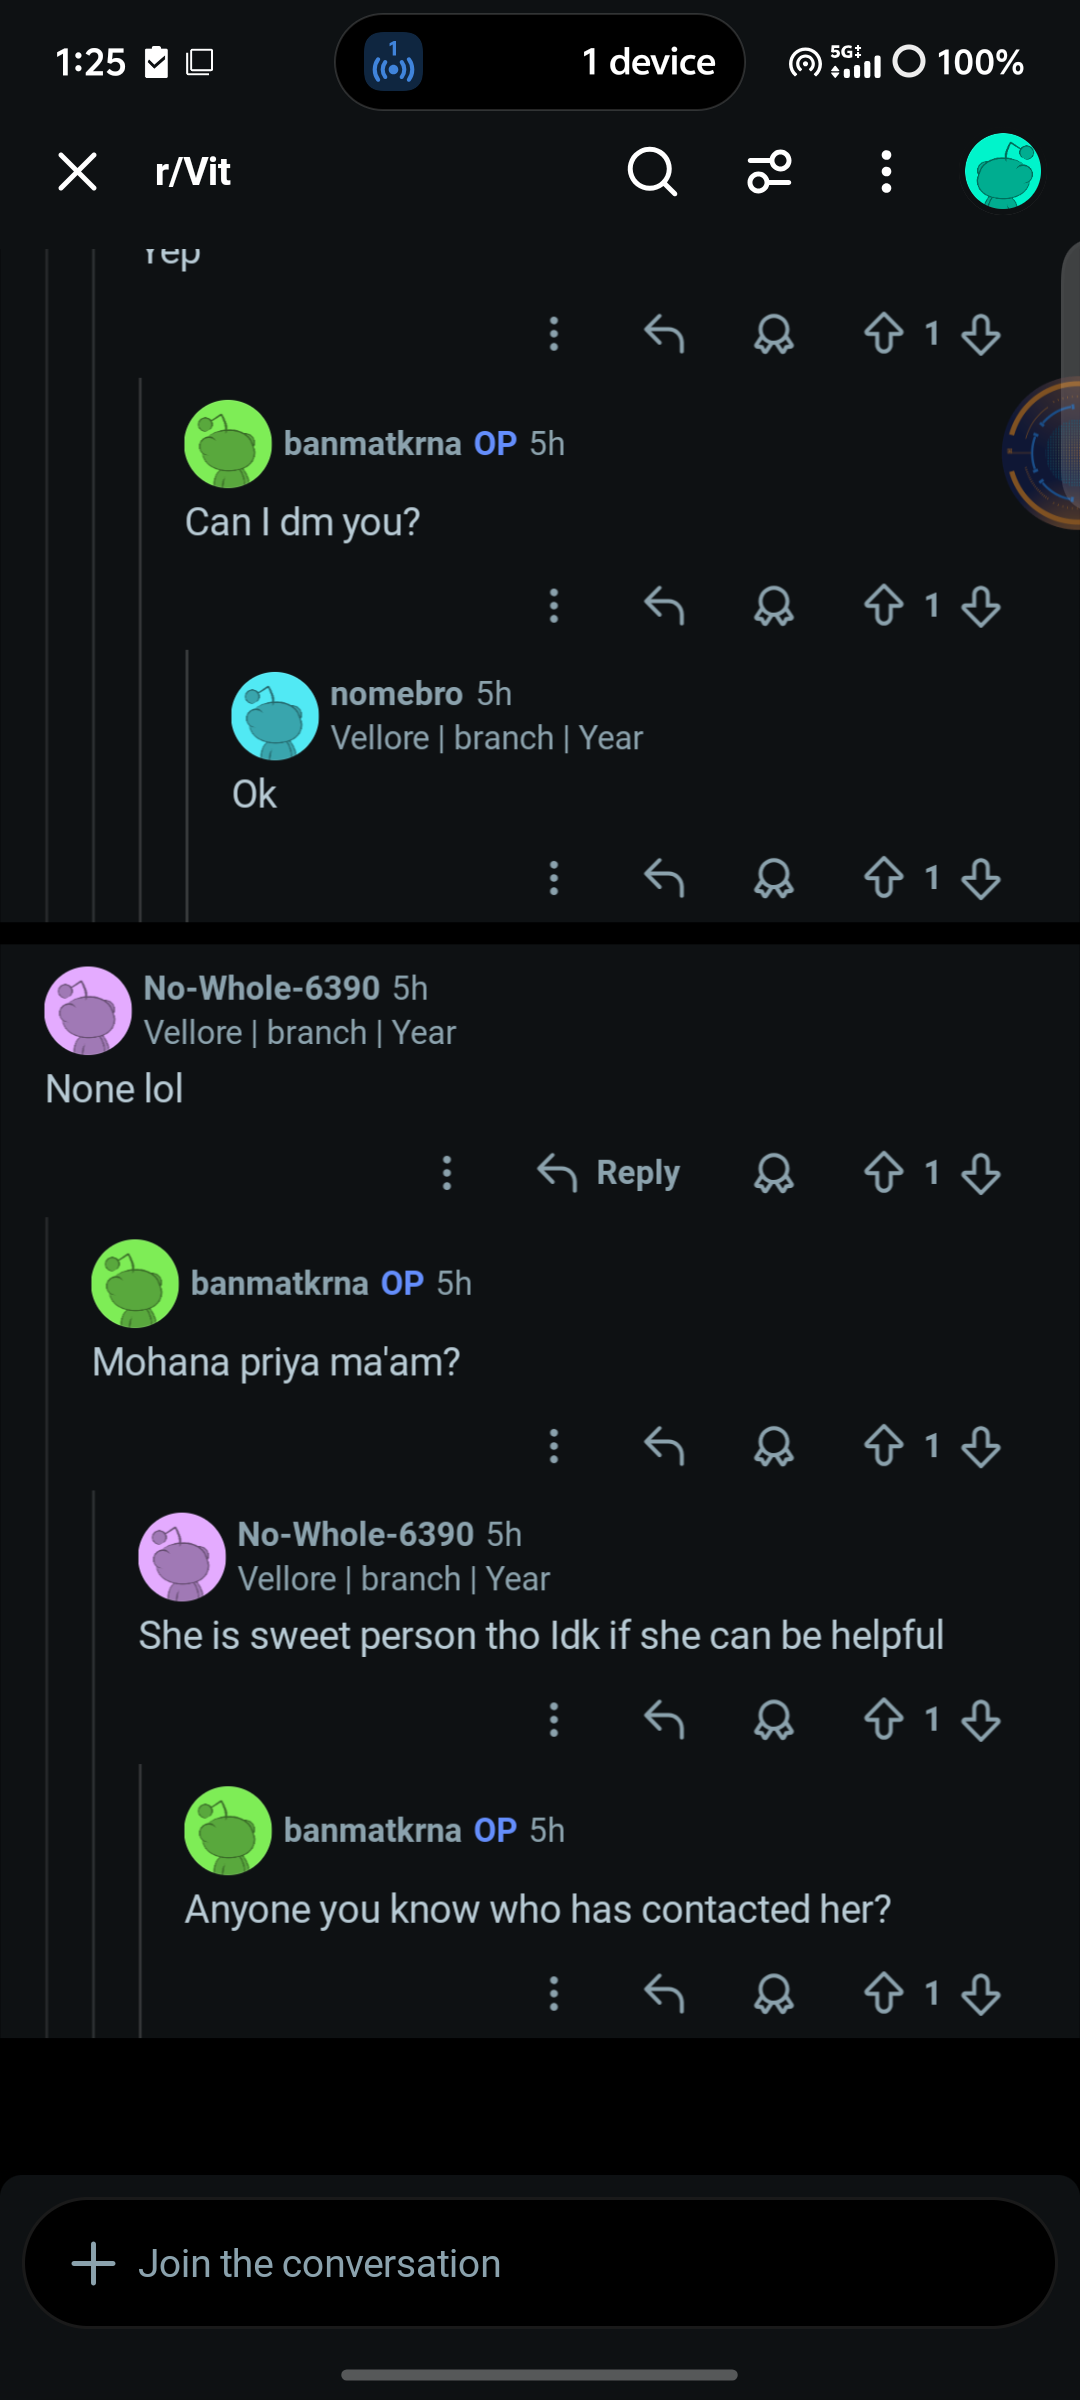 1:25
1
1 device
5G
100%
r/Vit
Yep
1
banmatkrna OP 5h
Can I dm you?
1
nomebro 5h
Vellore | branch | Year
Ok
1
No-Whole-6390 5h
Vellore | branch | Year
None lol
Reply
1
banmatkrna OP 5h
Mohana priya ma'am?
1
No-Whole-6390 5h
Vellore | branch | Year
She is sweet person tho Idk if she can be helpful
1
banmatkrna OP 5h
Anyone you know who has contacted her?
1
Join the conversation